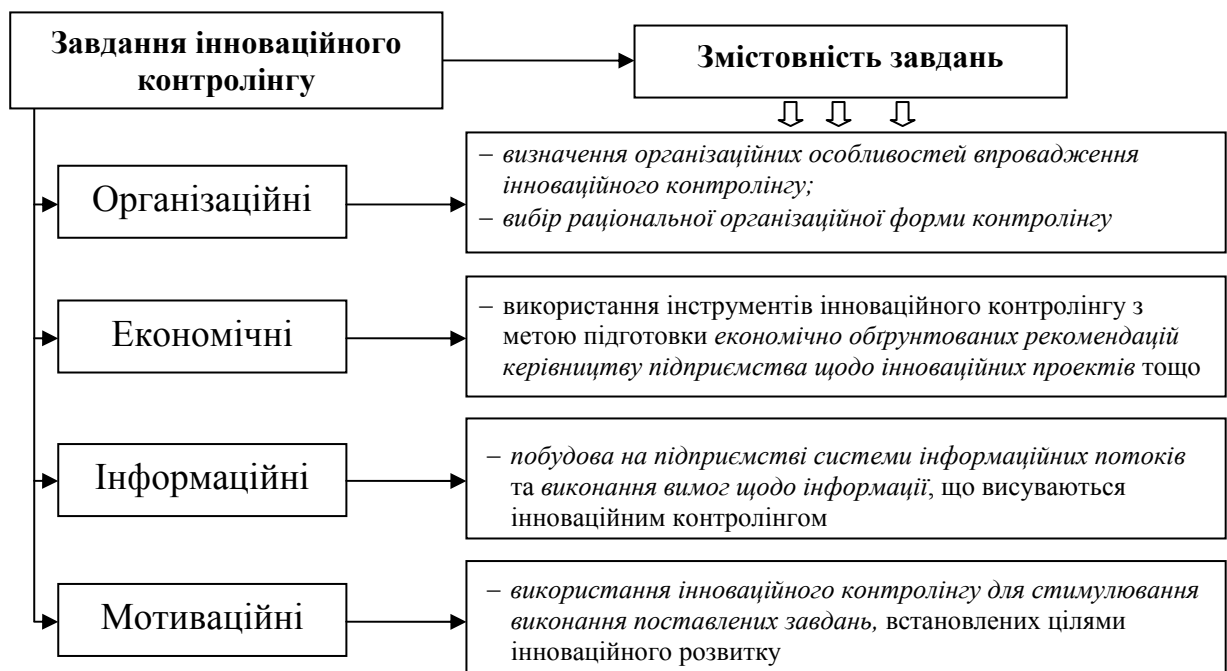 Завдання інноваційного
контролінгу
Змістовність завдань
Організаційні
– визначення організаційних особливостей впровадження
інноваційного контролінгу;
– вибір раціональної організаційної форми контролінгу
Економічні
– використання інструментів інноваційного контролінгу з
метою підготовки економічно обґрунтованих рекомендацій
керівництву підприємства щодо інноваційних проектів тощо
Інформаційні
– побудова на підприємстві системи інформаційних потоків
та виконання вимог щодо інформації, що висуваються
інноваційним контролінгом
Мотиваційні
– використання інноваційного контролінгу для стимулювання
виконання поставлених завдань, встановлених цілями
інноваційного розвитку